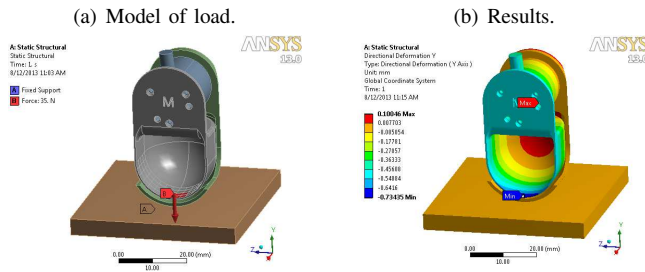 (a) Model of load.
(b) Results.
A: Static Structural
Static Structural
Time: 1. s
8/12/2013 11:03 AM
A Fixed Support
B Force: 35. N
ANSYS
13.0
M
B
A
0.00 20.00 (mm)
10.00
Y
Z
A: Static Structural
Directional Deformation Y
Type: Directional Deformation (Y Axis)
Unit: mm
Global Coordinate System
Time: 1
8/12/2013 11:15 AM
ANSYS
13.0
0.10046 Max
0.007703
-0.085054
-0.17781
-0.27057
-0.36333
-0.45608
-0.54884
-0.6416
-0.73435 Min
Max
Min
0.00 20.00 (mm)
10.00
Y
Z